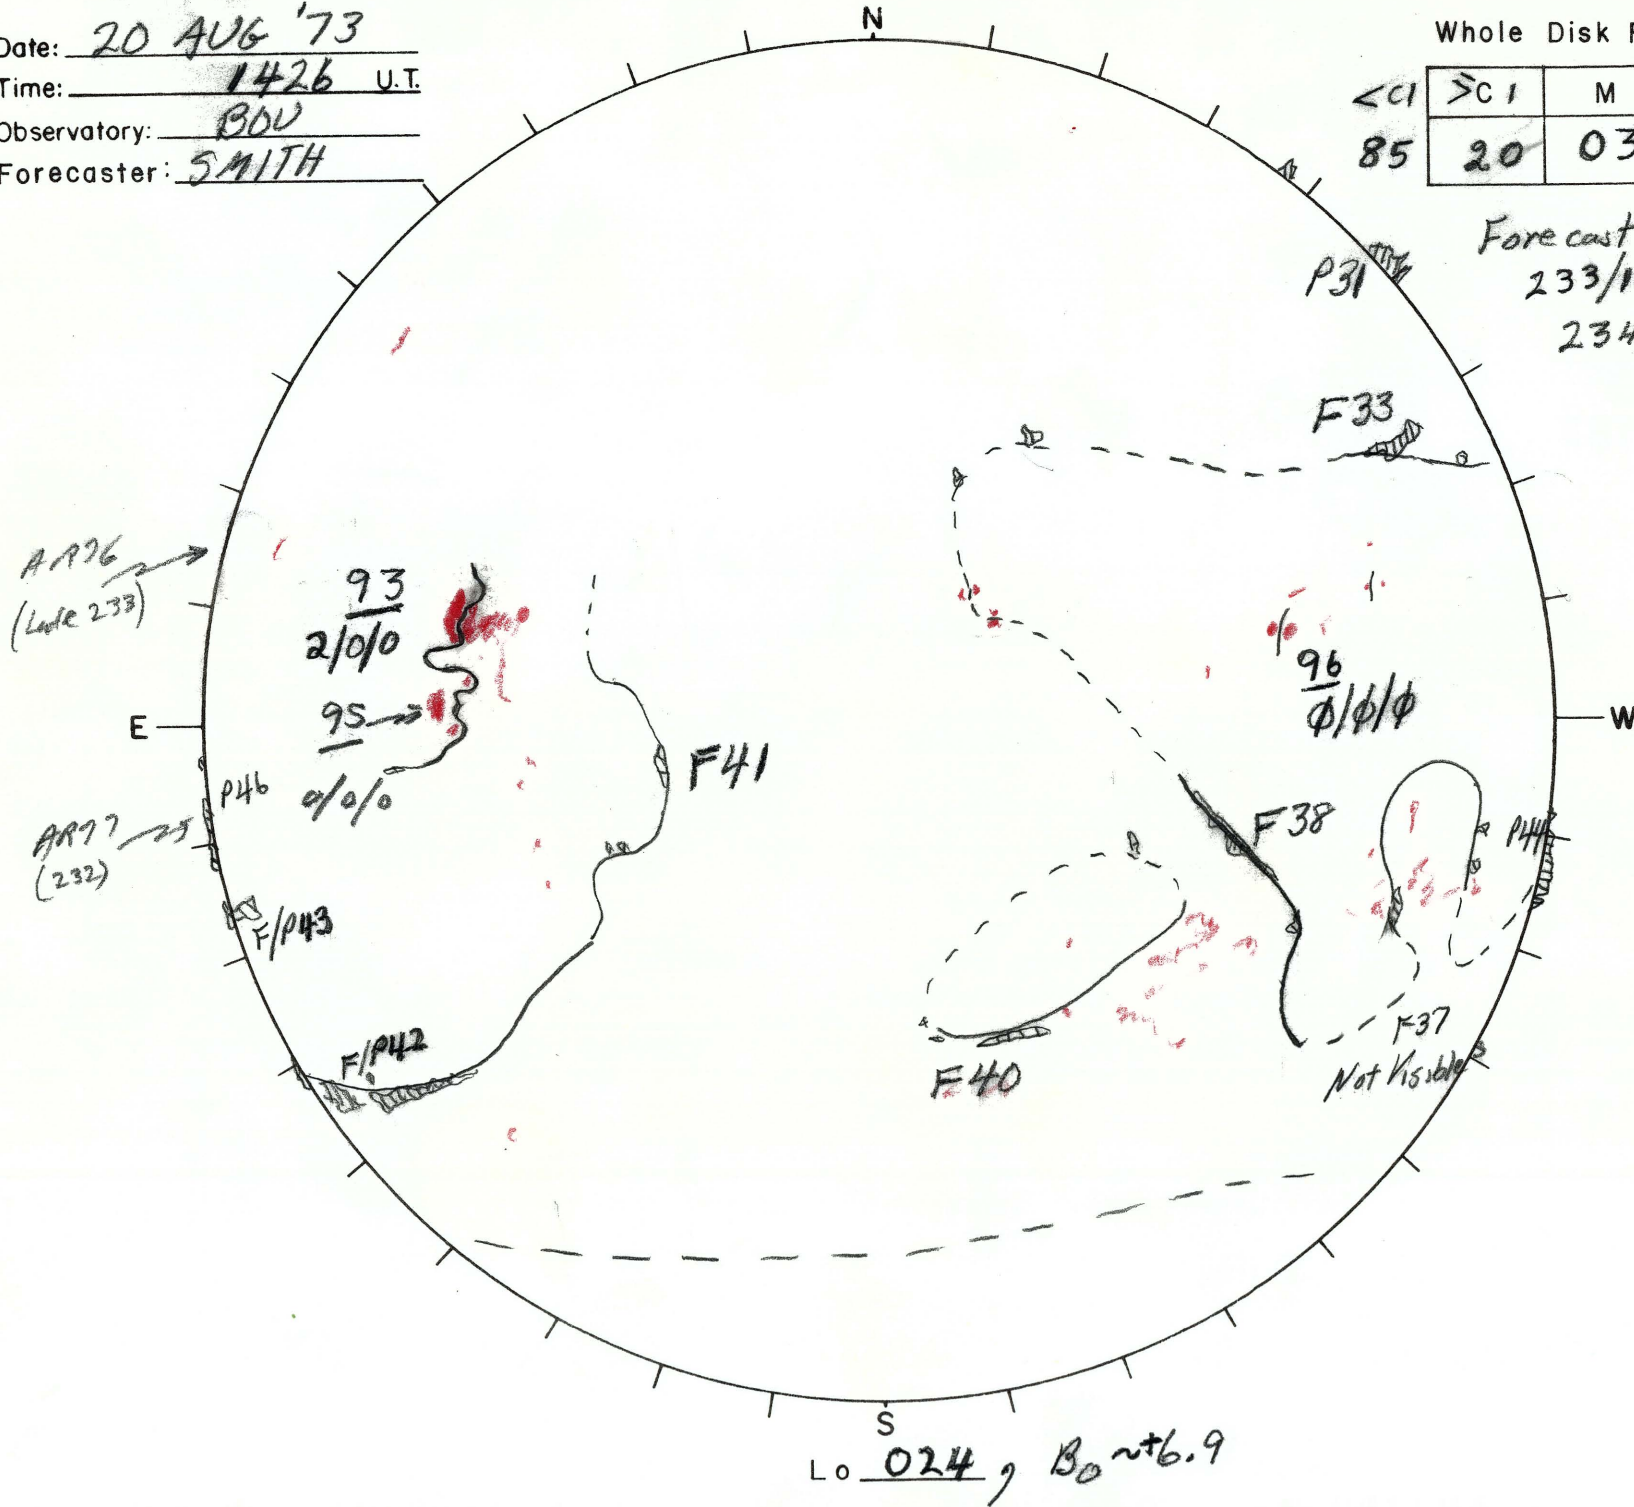 Date: 20 AUG '73
Time: 1426 U.T.
Observatory: BOU
Forecaster: SMITH
N
Whole Disk F
<C1 ≥C1 M
85 20 03
Forecast
233/1
234
P31
F33
AR76
(Late 233)
93
2/0/0
95
0/0/0
96
ϕ/ϕ/ϕ
E
W
P46
F41
F38
P44
AR77
(232)
F/P43
F/P42
F40
F37
Not Visible
S
Lo 024, Bo ~+6.9